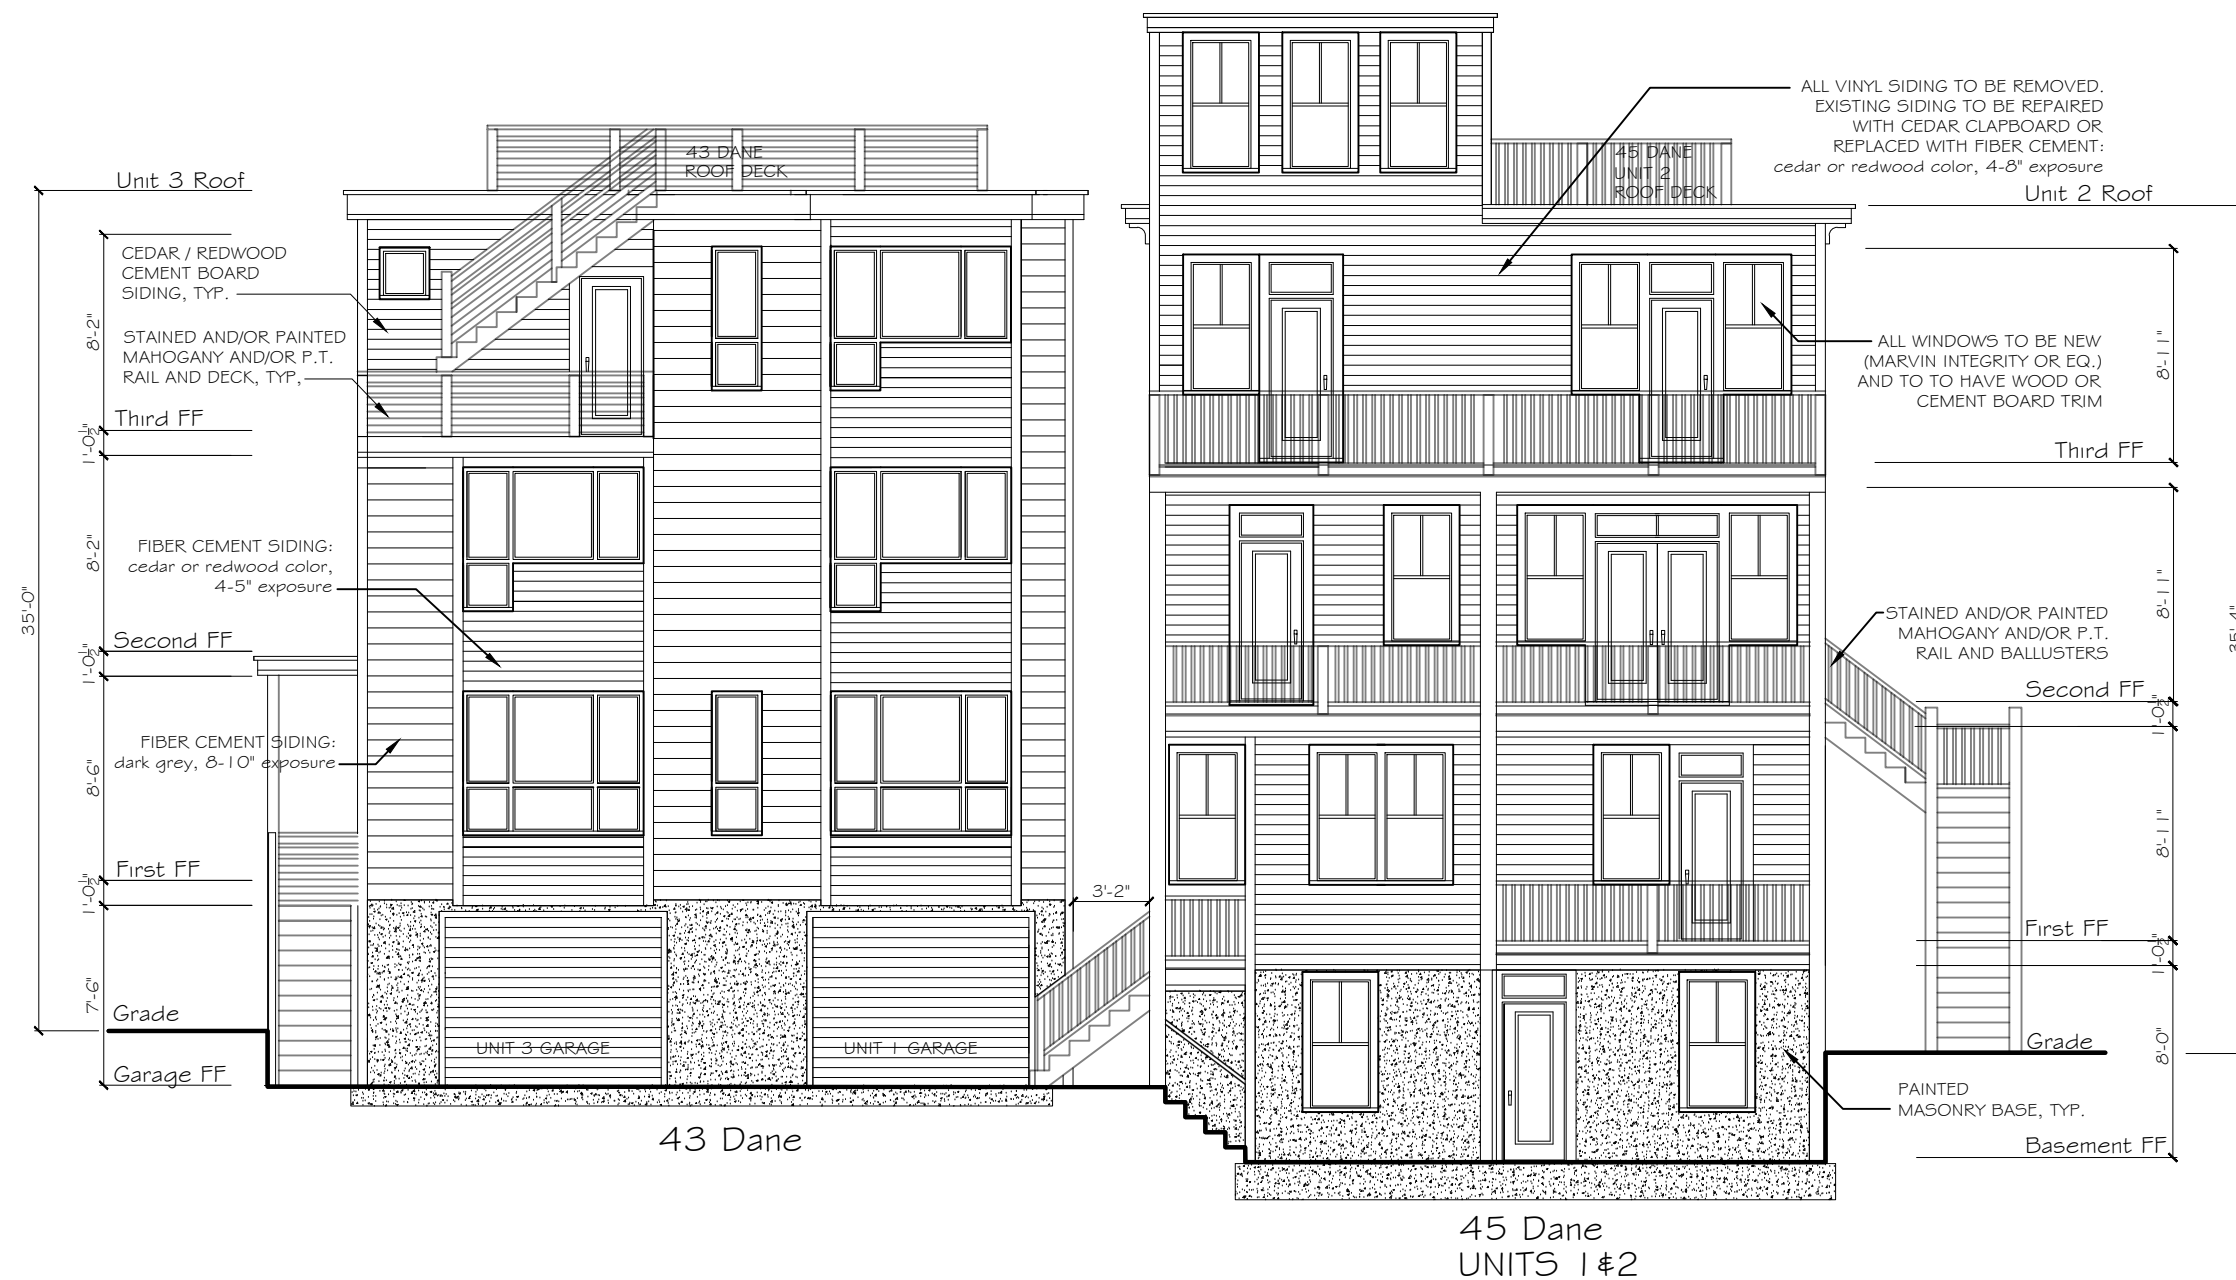 43 DANE
ROOF DECK
Unit 3 Roof
CEDAR / REDWOOD
CEMENT BOARD
SIDING, TYP.
STAINED AND/OR PAINTED
MAHOGANY AND/OR P.T.
RAIL AND DECK, TYP,
Third FF
FIBER CEMENT SIDING:
cedar or redwood color,
4-5" exposure
Second FF
FIBER CEMENT SIDING:
dark grey, 8-10" exposure
First FF
Grade
Garage FF
35'-0"
8'-2"
1'-0½"
8'-2"
1'-0½"
8'-6"
1'-0½"
7'-6"
UNIT 3 GARAGE
UNIT 1 GARAGE
3'-2"
43 Dane
ALL VINYL SIDING TO BE REMOVED.
EXISTING SIDING TO BE REPAIRED
WITH CEDAR CLAPBOARD OR
REPLACED WITH FIBER CEMENT:
cedar or redwood color, 4-8" exposure
45 DANE
UNIT 2
ROOF DECK
Unit 2 Roof
ALL WINDOWS TO BE NEW
(MARVIN INTEGRITY OR EQ.)
AND TO TO HAVE WOOD OR
CEMENT BOARD TRIM
Third FF
STAINED AND/OR PAINTED
MAHOGANY AND/OR P.T.
RAIL AND BALLUSTERS
Second FF
First FF
Grade
PAINTED
MASONRY BASE, TYP.
Basement FF
8'-11"
8'-11"
1'-0½"
8'-11"
1'-0½"
8'-0"
35'-4"
45 Dane
UNITS 1&2